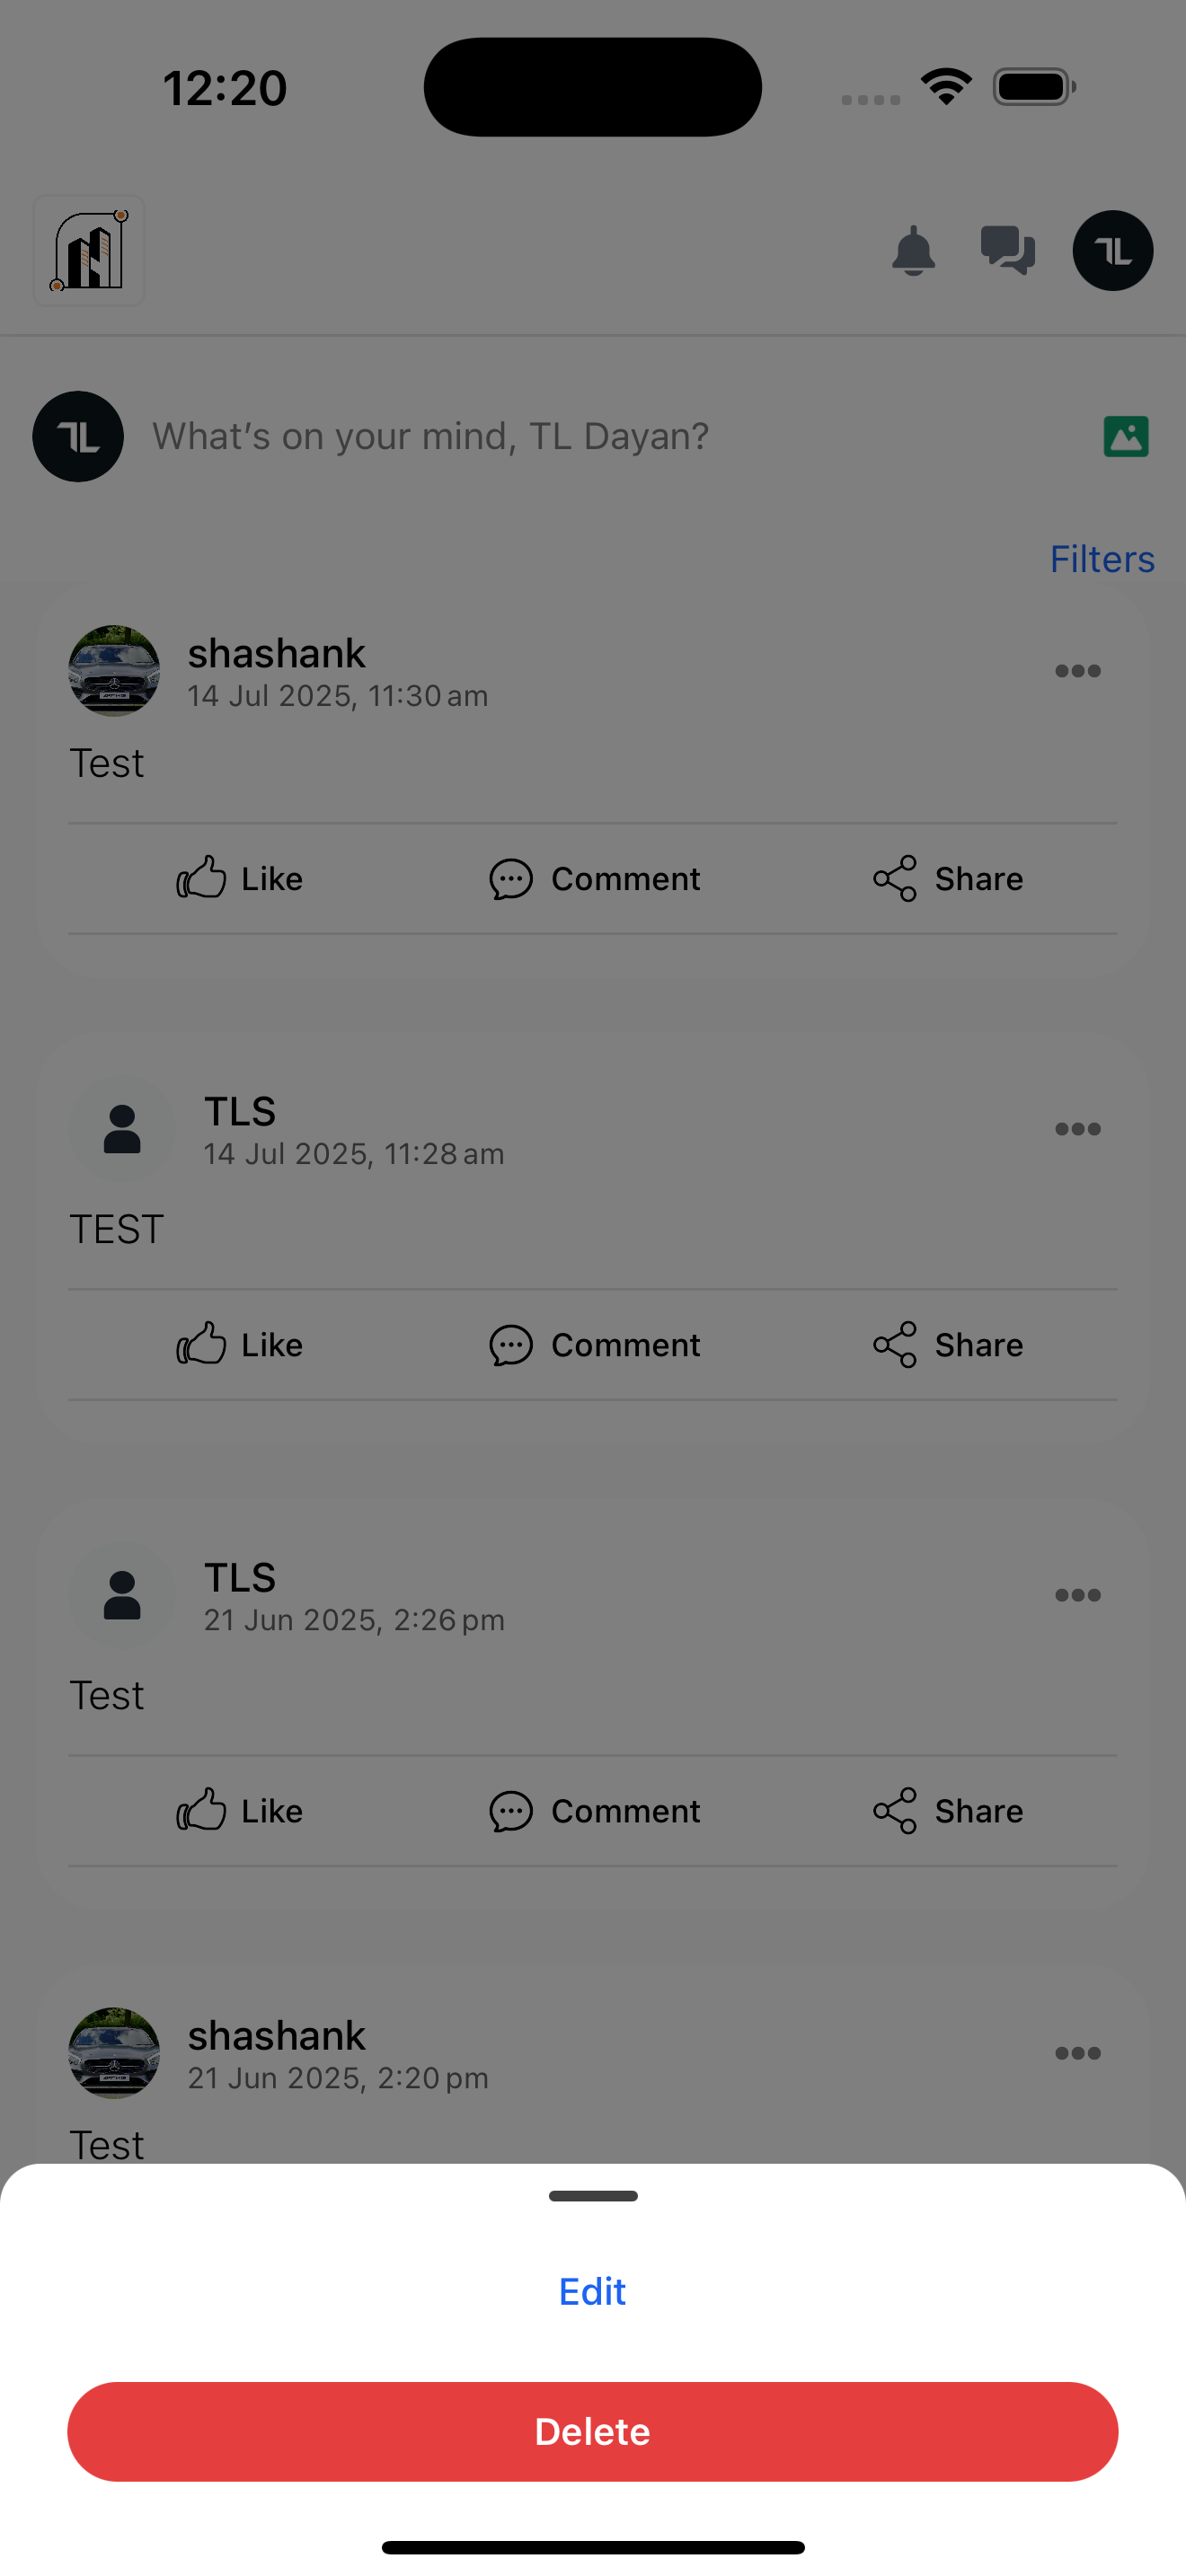 12:20
TL
TL
What's on your mind, TL Dayan?
Filters
shashank
14 Jul 2025, 11:30 am
Test
Like
Comment
Share
TLS
14 Jul 2025, 11:28 am
TEST
Like
Comment
Share
TLS
21 Jun 2025, 2:26 pm
Test
Like
Comment
Share
shashank
21 Jun 2025, 2:20 pm
Test
Edit
Delete